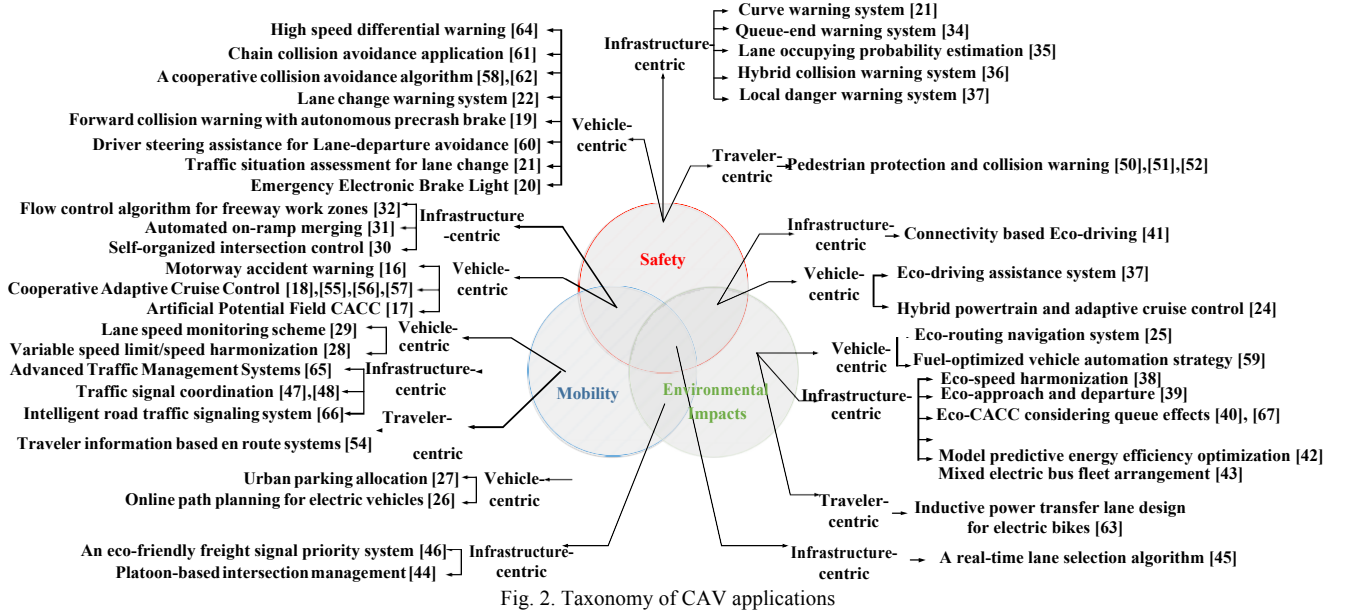 High speed differential warning [64]
Chain collision avoidance application [61]
A cooperative collision avoidance algorithm [58],[62]
Lane change warning system [22]
Forward collision warning with autonomous precrash brake [19]
Driver steering assistance for Lane-departure avoidance [60]
Traffic situation assessment for lane change [21]
Emergency Electronic Brake Light [20]
Vehicle-
centric
Infrastructure-
centric
Curve warning system [21]
Queue-end warning system [34]
Lane occupying probability estimation [35]
Hybrid collision warning system [36]
Local danger warning system [37]
Traveler-
centric
Pedestrian protection and collision warning [50],[51],[52]
Flow control algorithm for freeway work zones [32]
Automated on-ramp merging [31]
Self-organized intersection control [30]
Infrastructure
-centric
Motorway accident warning [16]
Cooperative Adaptive Cruise Control [18],[55],[56],[57]
Artificial Potential Field CACC [17]
Vehicle-
centric
Lane speed monitoring scheme [29]
Variable speed limit/speed harmonization [28]
Vehicle-
centric
Advanced Traffic Management Systems [65]
Traffic signal coordination [47],[48]
Intelligent road traffic signaling system [66]
Infrastructure-
centric
Traveler information based en route systems [54]
Traveler-
centric
Safety
Mobility
Environmental
Impacts
Infrastructure-
centric
Connectivity based Eco-driving [41]
Vehicle-
centric
Eco-driving assistance system [37]
Hybrid powertrain and adaptive cruise control [24]
Vehicle-
centric
Eco-routing navigation system [25]
Fuel-optimized vehicle automation strategy [59]
Infrastructure-
centric
Eco-speed harmonization [38]
Eco-approach and departure [39]
Eco-CACC considering queue effects [40], [67]
Model predictive energy efficiency optimization [42]
Mixed electric bus fleet arrangement [43]
Traveler-
centric
Inductive power transfer lane design
for electric bikes [63]
Infrastructure-
centric
A real-time lane selection algorithm [45]
Urban parking allocation [27]
Online path planning for electric vehicles [26]
Vehicle-
centric
An eco-friendly freight signal priority system [46]
Platoon-based intersection management [44]
Infrastructure-
centric
Fig. 2. Taxonomy of CAV applications